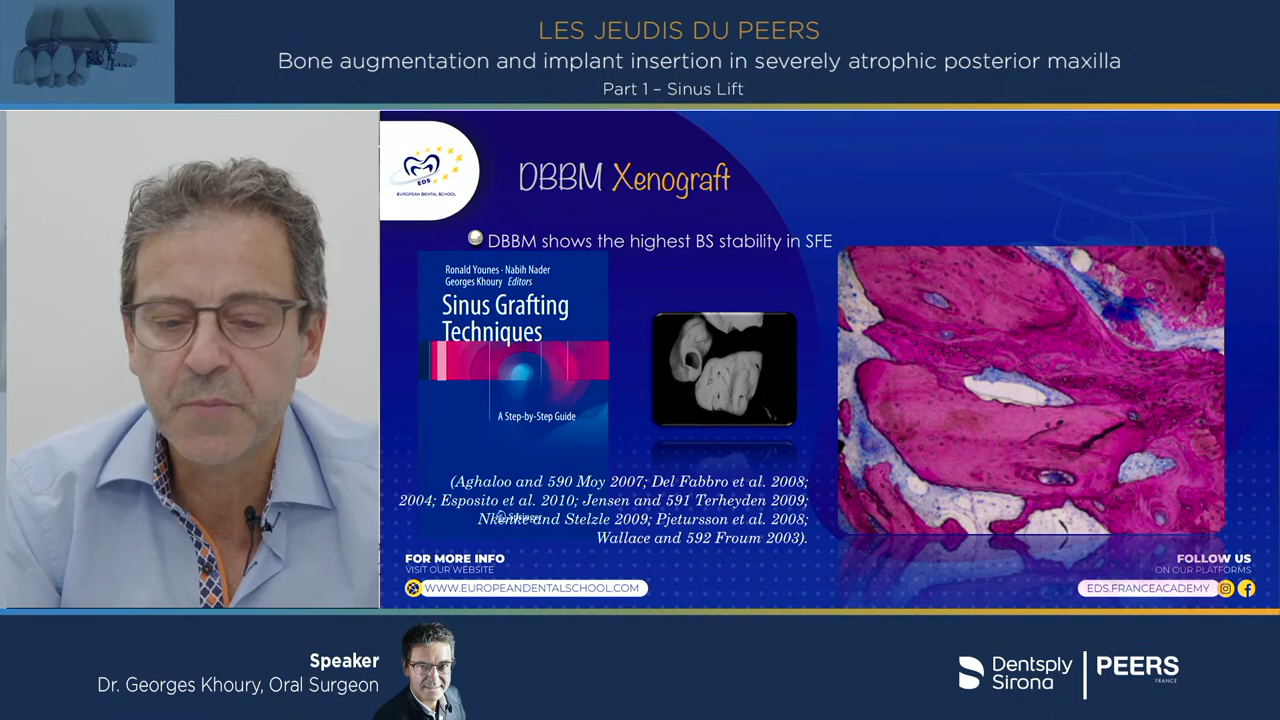 LES JEUDIS DU PEERS
Bone augmentation and implant insertion in severely atrophic posterior maxilla
Part 1 – Sinus Lift
EDS
EUROPEAN DENTAL SCHOOL
DBBM Xenograft
DBBM shows the highest BS stability in SFE
Ronald Younes · Nabih Nader
Georges Khoury Editors
Sinus Grafting
Techniques
A Step-by-Step Guide
(Aghaloo and 590 Moy 2007; Del Fabbro et al. 2008;
2004; Esposito et al. 2010; Jensen and 591 Terheyden 2009;
Nkenke and Stelzle 2009; Pjetursson et al. 2008;
Wallace and 592 Froum 2003).
FOR MORE INFO
VISIT OUR WEBSITE
WWW.EUROPEANDENTALSCHOOL.COM
FOLLOW US
ON OUR PLATFORMS
EDS.FRANCEACADEMY
Speaker
Dr. Georges Khoury, Oral Surgeon
Dentsply
Sirona
PEERS
FRANCE